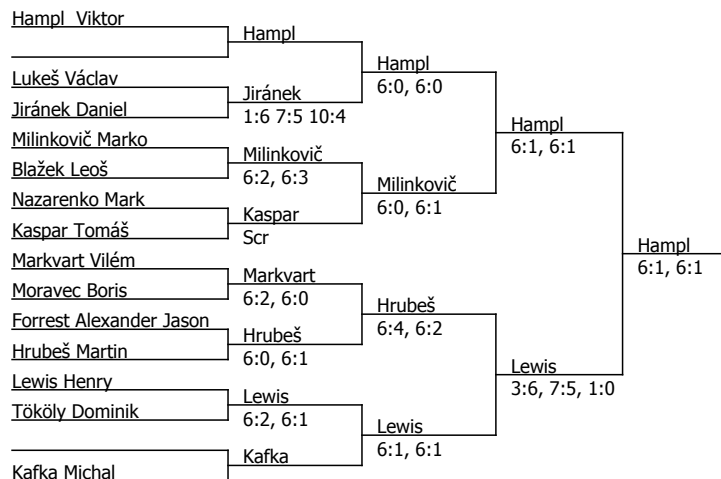 Hampl Viktor
Hampl
Hampl
6:0, 6:0
Lukeš Václav
Jiránek
1:6 7:5 10:4
Jiránek Daniel
Hampl
6:1, 6:1
Milinkovič Marko
Milinkovič
6:2, 6:3
Blažek Leoš
Milinkovič
6:0, 6:1
Nazarenko Mark
Kaspar
Scr
Kaspar Tomáš
Hampl
6:1, 6:1
Markvart Vilém
Markvart
6:2, 6:0
Moravec Boris
Hrubeš
6:4, 6:2
Forrest Alexander Jason
Hrubeš
6:0, 6:1
Hrubeš Martin
Lewis
3:6, 7:5, 1:0
Lewis Henry
Lewis
6:2, 6:1
Tököly Dominik
Lewis
6:1, 6:1
Kafka
Kafka Michal